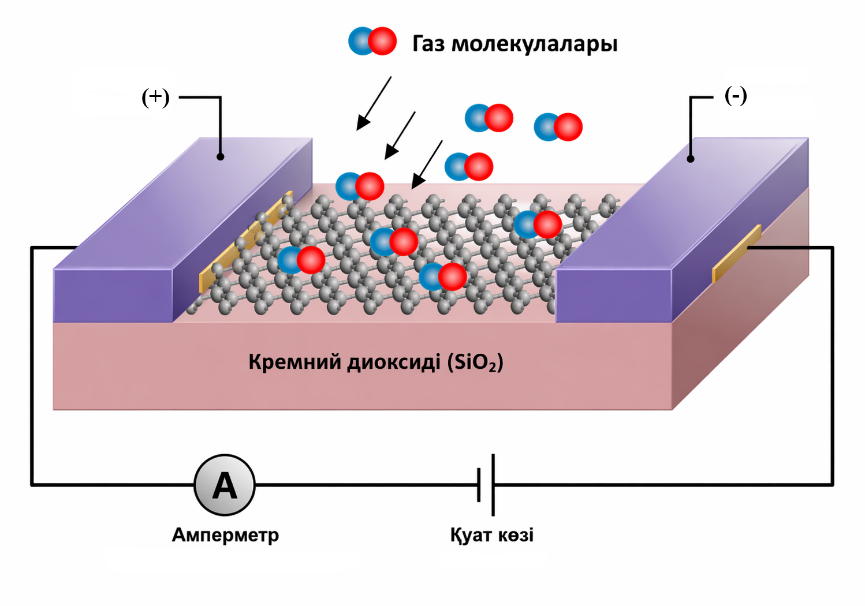 Газ молекулалары
(+)
(-)
Кремний диоксиді (SiO₂)
A
Амперметр
Қуат көзі